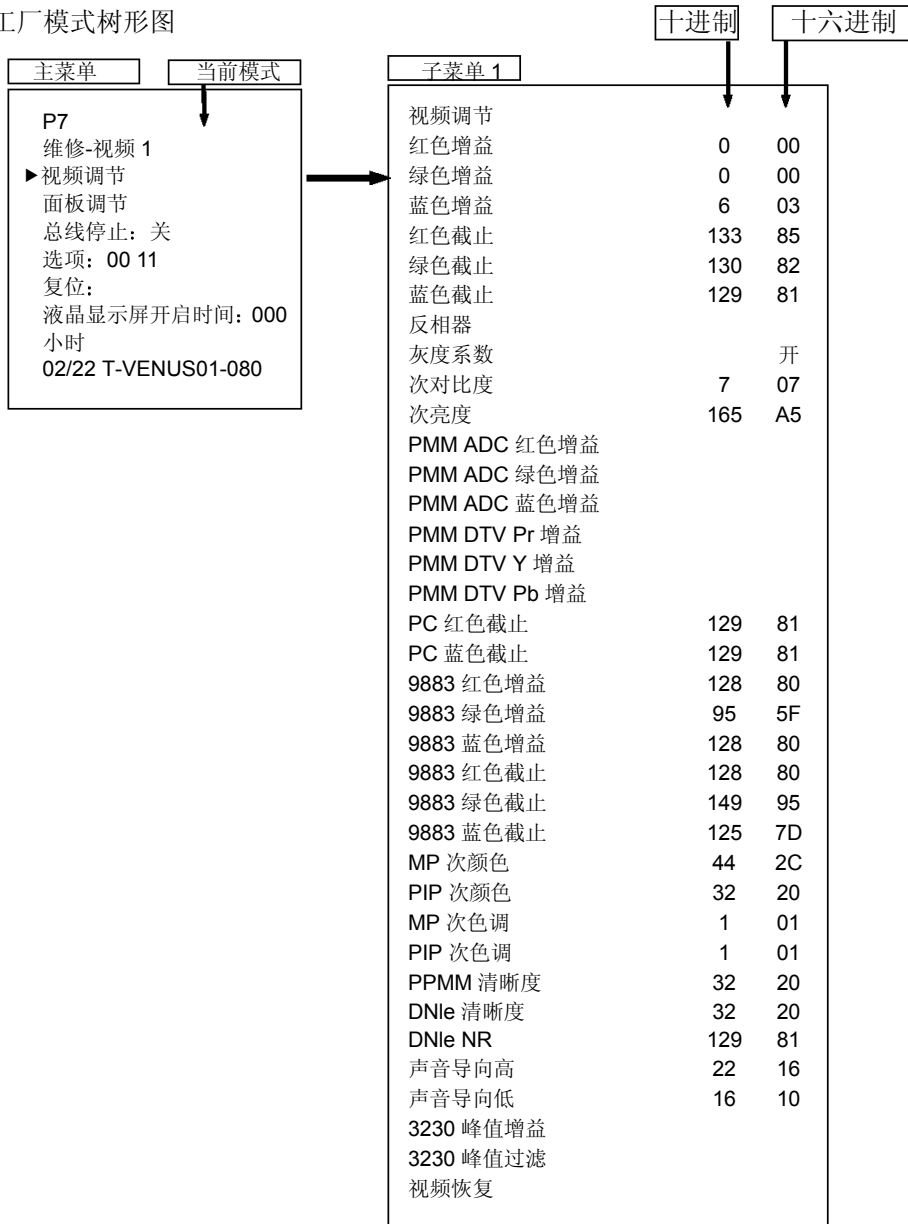 工厂模式树形图
十进制 十六进制
主菜单 当前模式
P7
维修-视频 1
▶视频调节
面板调节
总线停止：关
选项：00 11
复位：
液晶显示屏开启时间：000
小时
02/22 T-VENUS01-080
子菜单 1
视频调节
红色增益 0 00
绿色增益 0 00
蓝色增益 6 03
红色截止 133 85
绿色截止 130 82
蓝色截止 129 81
反相器
灰度系数 开
次对比度 7 07
次亮度 165 A5
PMM ADC 红色增益
PMM ADC 绿色增益
PMM ADC 蓝色增益
PMM DTV Pr 增益
PMM DTV Y 增益
PMM DTV Pb 增益
PC 红色截止 129 81
PC 蓝色截止 129 81
9883 红色增益 128 80
9883 绿色增益 95 5F
9883 蓝色增益 128 80
9883 红色截止 128 80
9883 绿色截止 149 95
9883 蓝色截止 125 7D
MP 次颜色 44 2C
PIP 次颜色 32 20
MP 次色调 1 01
PIP 次色调 1 01
PPMM 清晰度 32 20
DNIe 清晰度 32 20
DNIe NR 129 81
声音导向高 22 16
声音导向低 16 10
3230 峰值增益
3230 峰值过滤
视频恢复